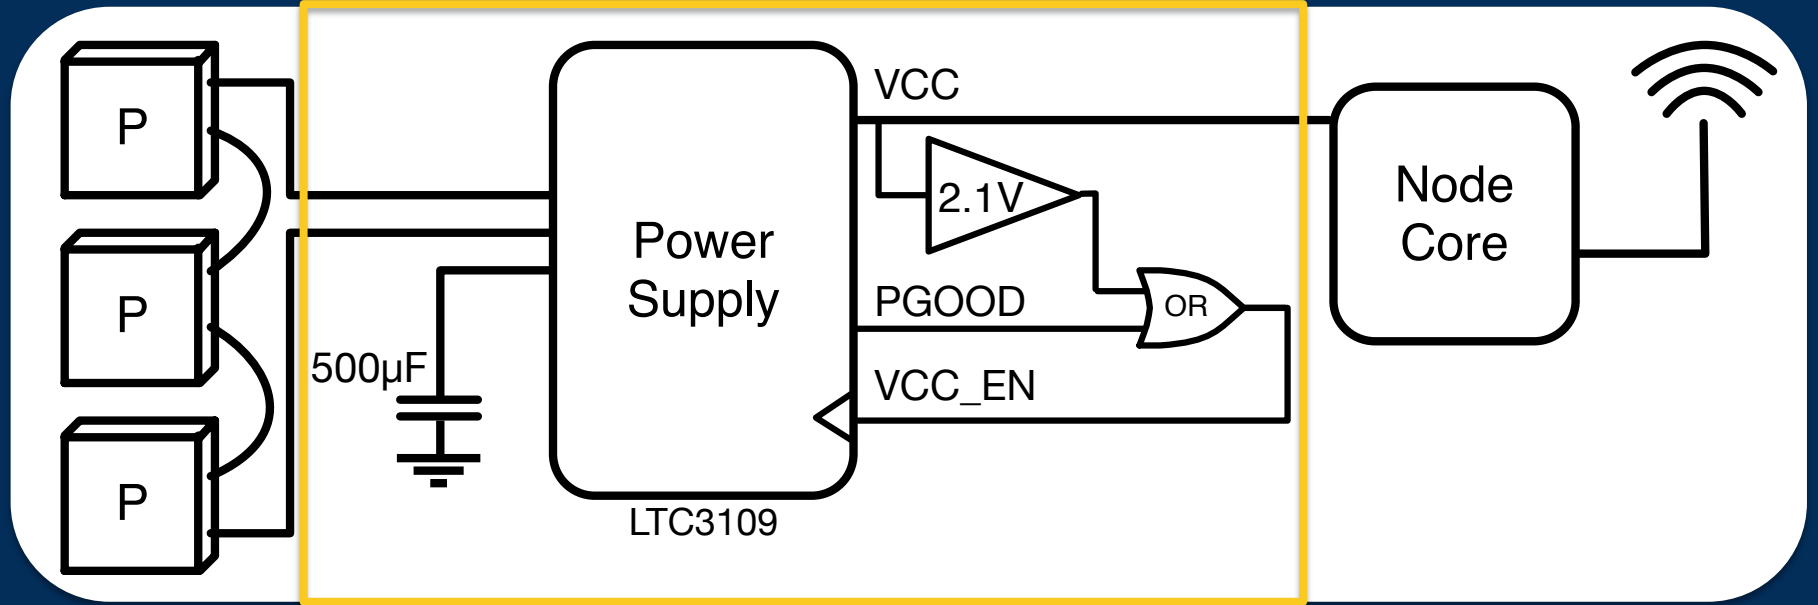 P
P
P
500µF
Power
Supply
LTC3109
VCC
2.1V
PGOOD
OR
VCC_EN
Node
Core